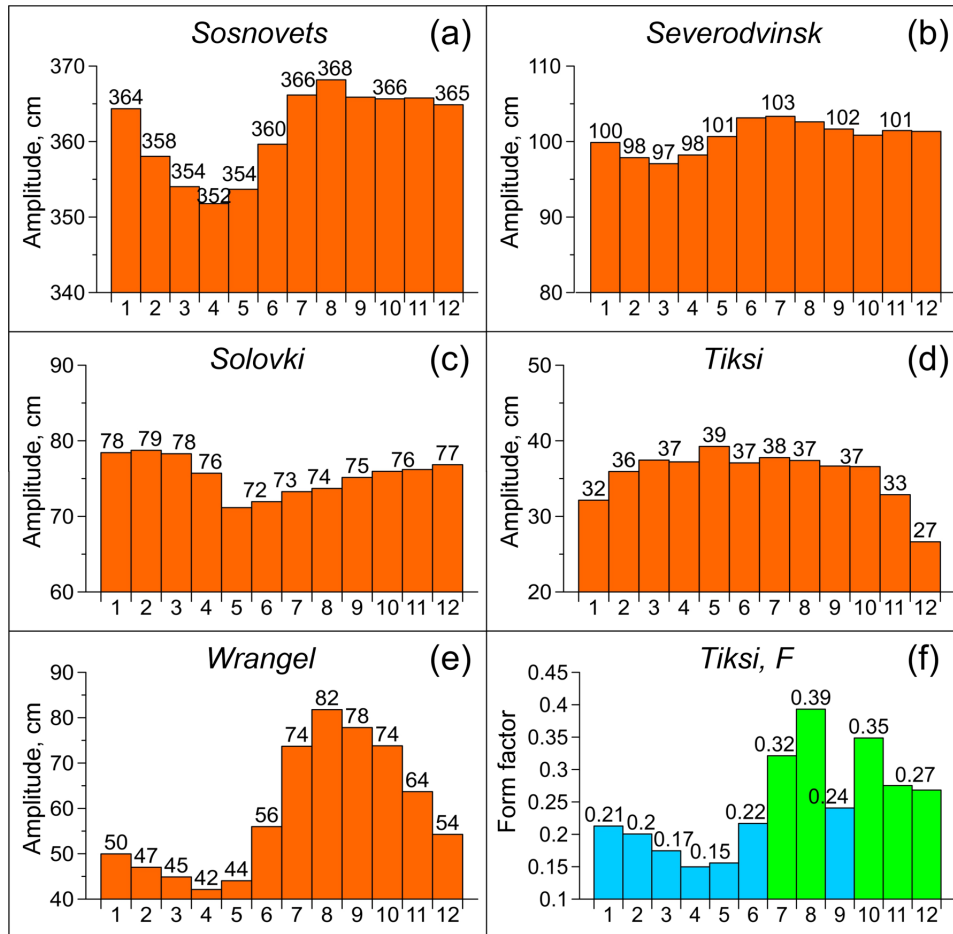 Sosnovets (a)
Amplitude, cm
370
360
350
340
364 358 354 352 354 360 366 368 366 365
1 2 3 4 5 6 7 8 9 10 11 12
Severodvinsk (b)
Amplitude, cm
110
100
90
80
100 98 97 98 101 103 102 101
1 2 3 4 5 6 7 8 9 10 11 12
Solovki (c)
Amplitude, cm
90
80
70
60
78 79 78 76 72 73 74 75 76 77
1 2 3 4 5 6 7 8 9 10 11 12
Tiksi (d)
Amplitude, cm
50
40
30
20
32 36 37 39 37 38 37 37 33 27
1 2 3 4 5 6 7 8 9 10 11 12
Wrangel (e)
Amplitude, cm
90
80
70
60
50
40
50 47 45 42 44 56 74 82 78 74 64 54
1 2 3 4 5 6 7 8 9 10 11 12
Tiksi, F (f)
Form factor
0.45
0.4
0.35
0.3
0.25
0.2
0.15
0.1
0.21 0.2 0.17 0.15 0.22 0.32 0.39 0.24 0.35 0.27
1 2 3 4 5 6 7 8 9 10 11 12